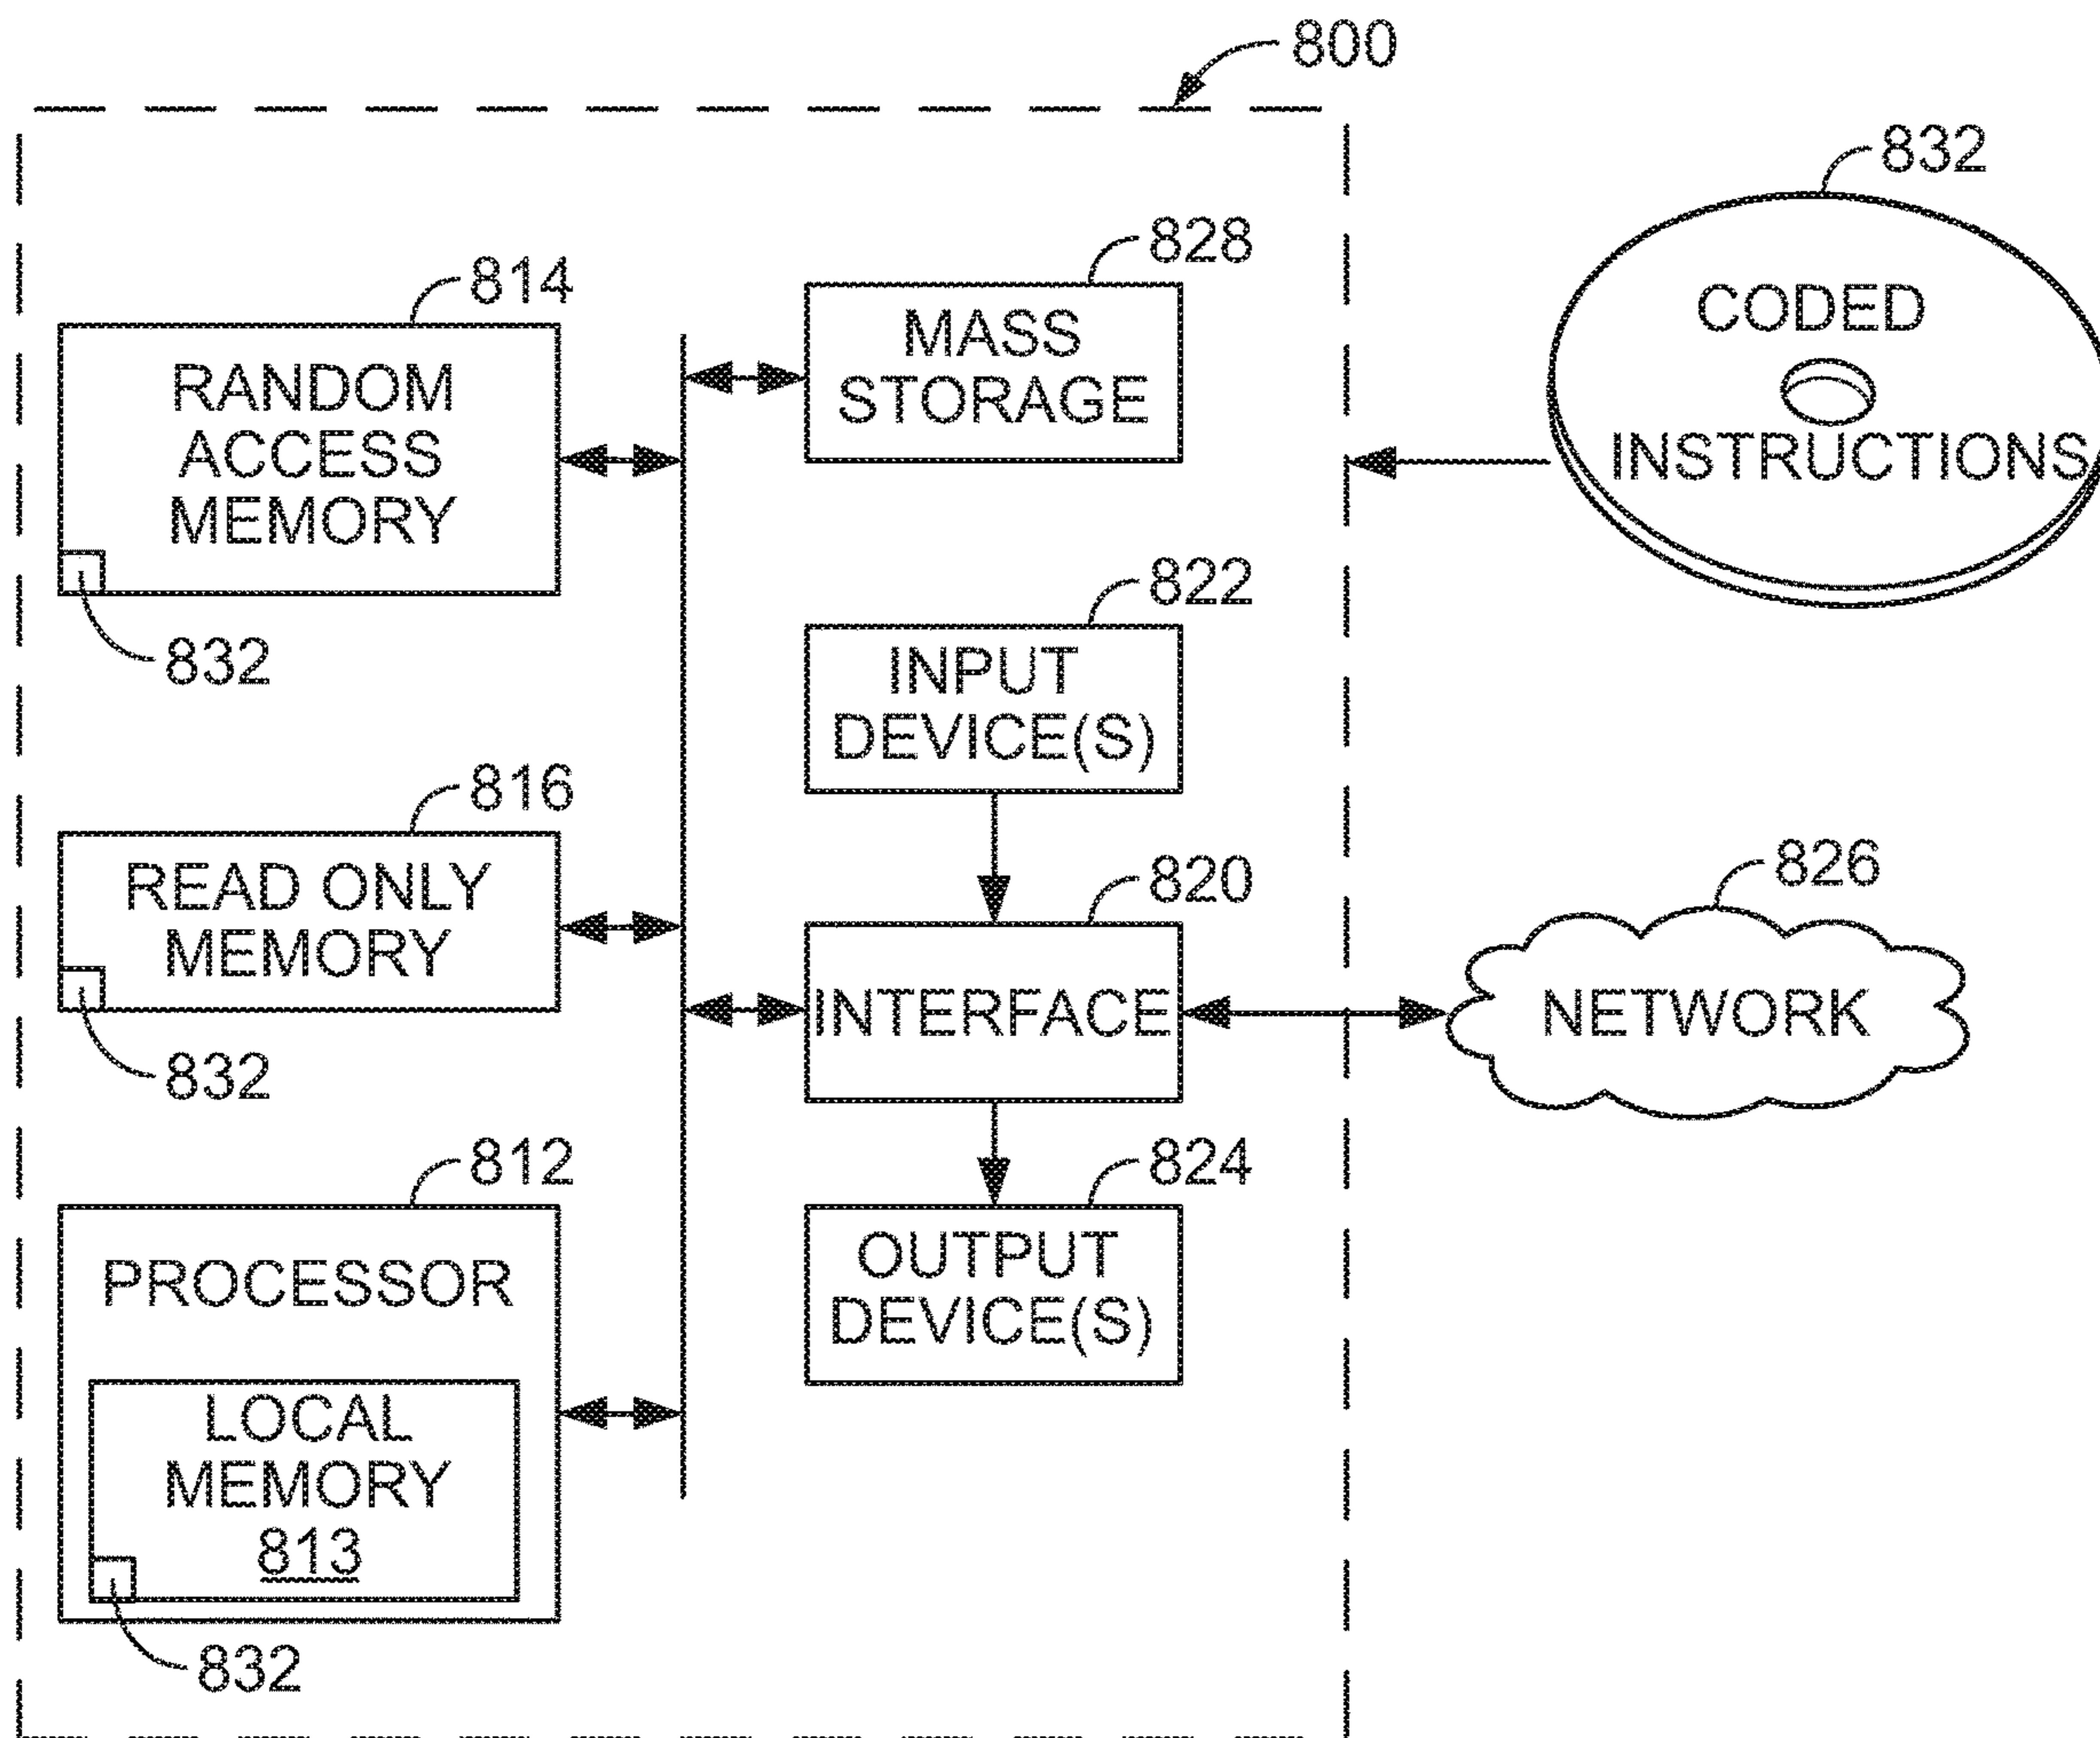 800
832
828
814
MASS
STORAGE
CODED
INSTRUCTIONS
RANDOM
ACCESS
MEMORY
832
822
INPUT
DEVICE(S)
816
READ ONLY
MEMORY
832
820
INTERFACE
826
NETWORK
812
PROCESSOR
LOCAL
MEMORY
813
832
824
OUTPUT
DEVICE(S)